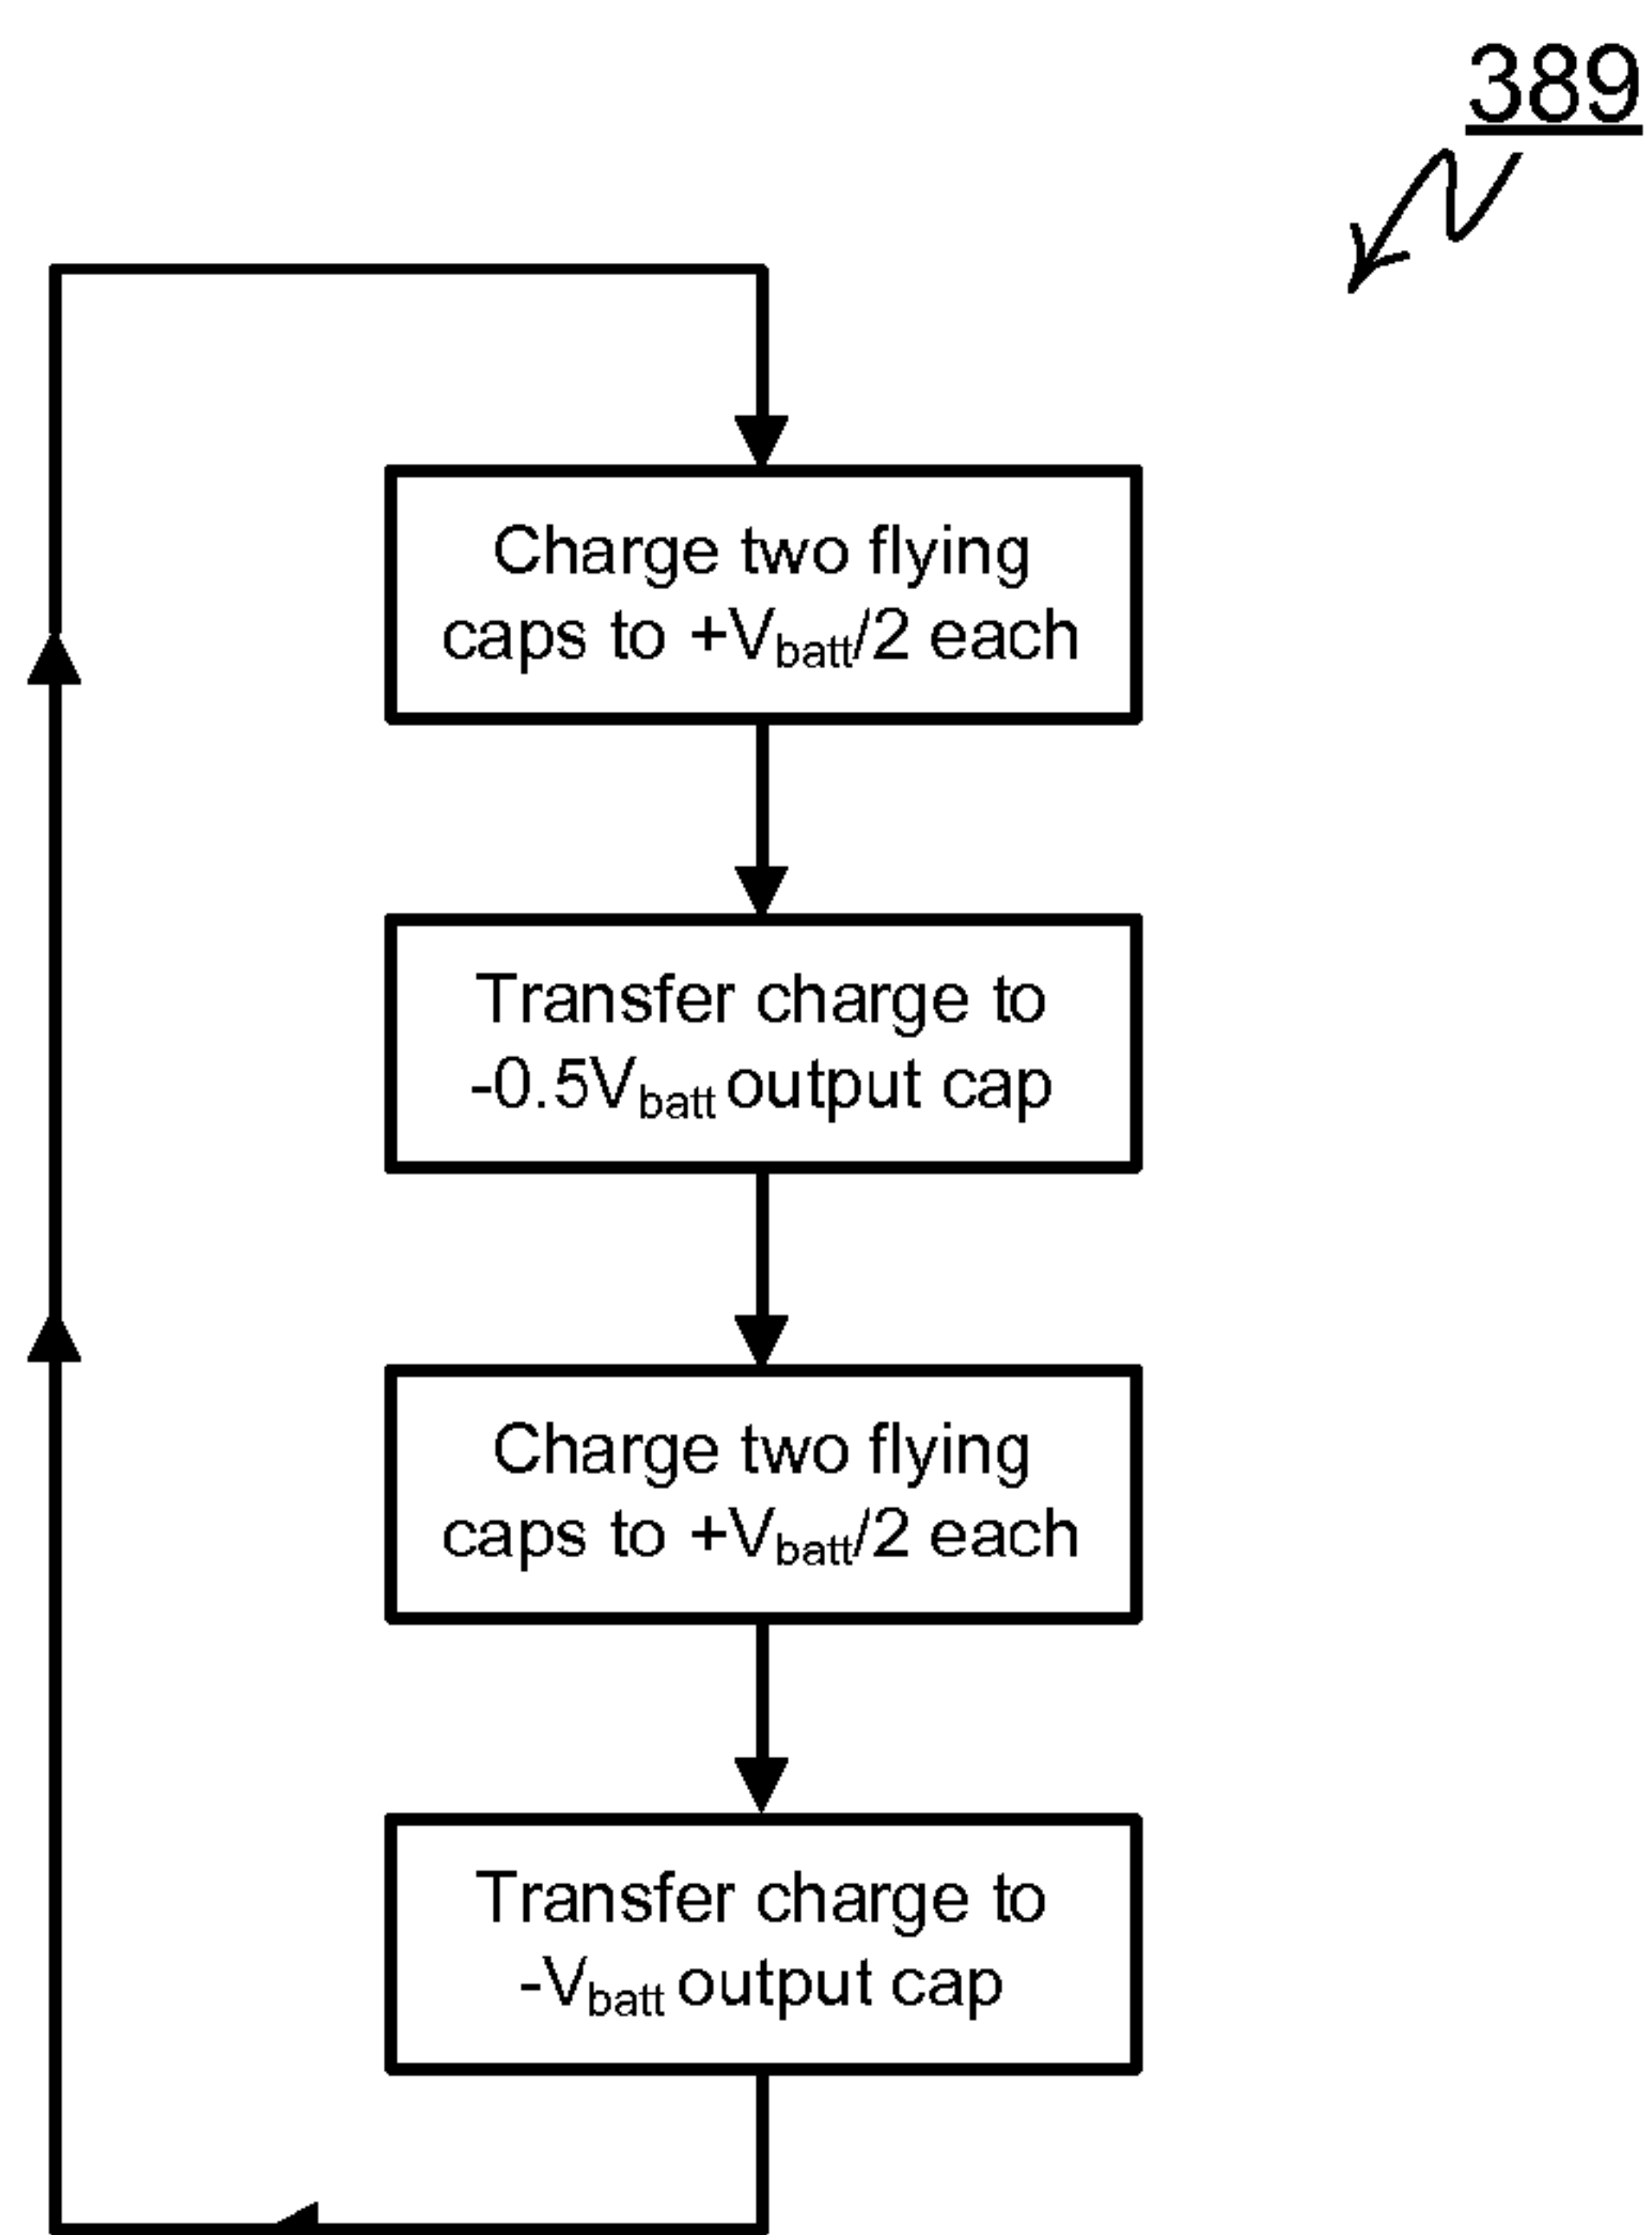 389
Charge two flying
caps to +Vbatt/2 each
Transfer charge to
-0.5Vbatt output cap
Charge two flying
caps to +Vbatt/2 each
Transfer charge to
-Vbatt output cap